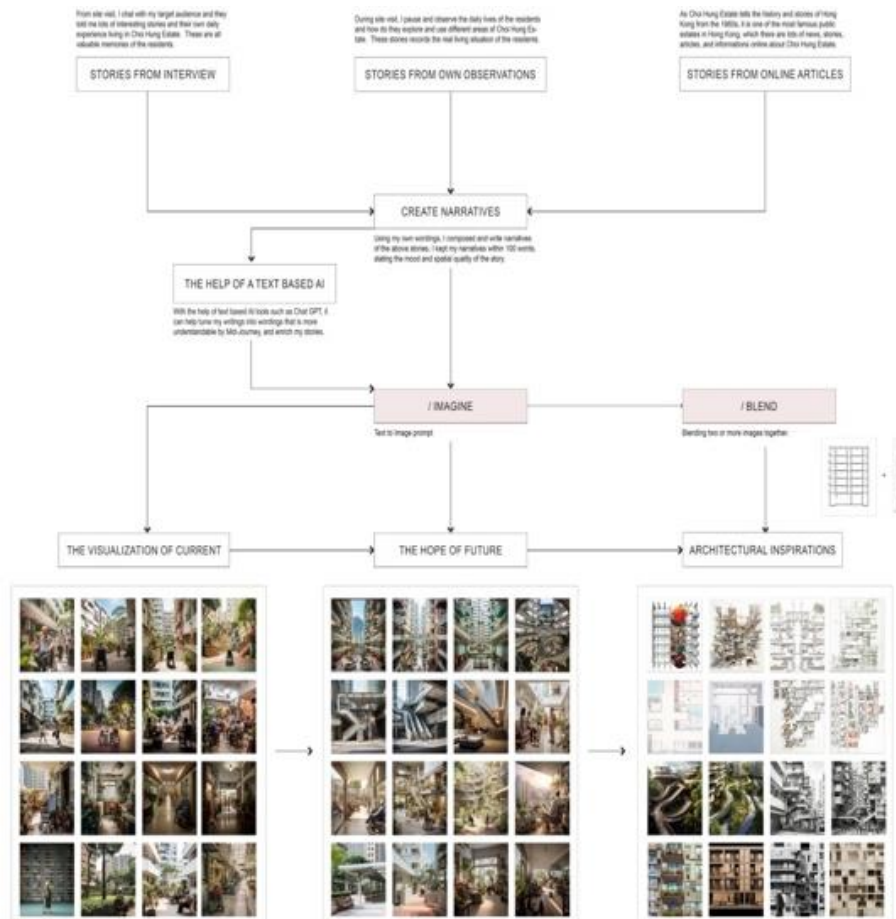 From site visit, I chat with my target audience and they
told me lots of interesting stories and their own daily
experience living in Choi Hung Estate. These are all
valuable memories of the residents.
STORIES FROM INTERVIEW
During site visit, I pause and observe the daily lives of the residents
and how do they explore and use different areas of Choi Hung Es-
tate. These stories records the real living situation of the residents.
STORIES FROM OWN OBSERVATIONS
As Choi Hung Estate tells the history and stories of Hong
Kong from the 1960s, it is one of the most famous public
estates in Hong Kong, which there are lots of news, stories,
articles, and informations online about Choi Hung Estate.
STORIES FROM ONLINE ARTICLES
CREATE NARRATIVES
Using my own wordings, I composed and write narratives
of the above stories, I kept my narratives within 100 words,
stating the mood and spatial quality of the story.
THE HELP OF A TEXT BASED AI
With the help of text based AI tools such as Chat GPT, it
can help tune my writings into wordings that is more
understandable by Mid-Journey, and enrich my stories.
/ IMAGINE
Text to image prompt
/ BLEND
Blending two or more images together.
+
THE VISUALIZATION OF CURRENT
THE HOPE OF FUTURE
ARCHITECTURAL INSPIRATIONS